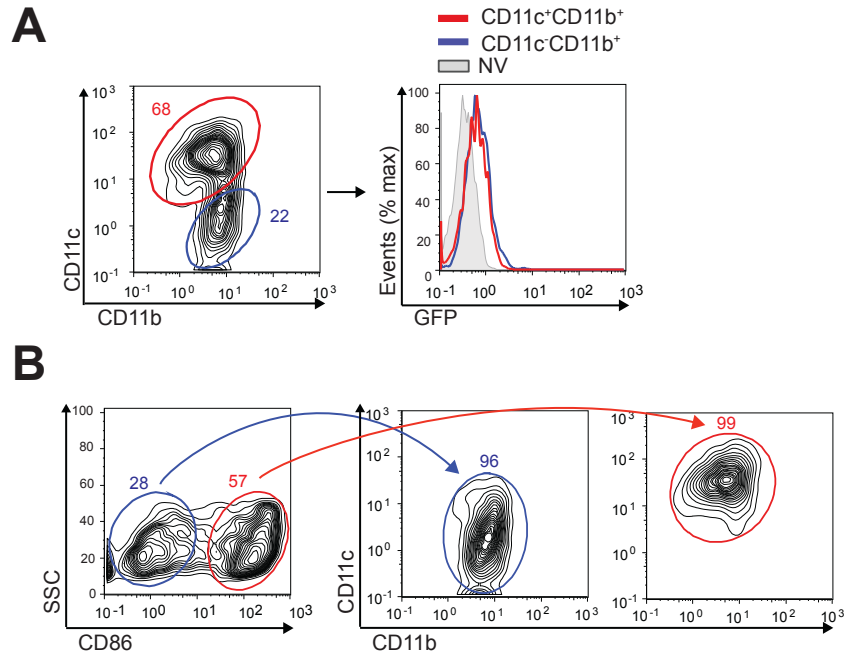 A
CD11c⁺CD11b⁺
CD11c⁻CD11b⁺
NV
68
22
10³
10²
10¹
10⁰
10⁻¹
CD11c
10⁻¹ 10⁰ 10¹ 10² 10³
CD11b
100
80
60
40
20
0
Events (% max)
10⁻¹ 10⁰ 10¹ 10² 10³
GFP
B
28
57
100
80
60
40
20
0
SSC
10⁻¹ 10⁰ 10¹ 10² 10³
CD86
96
10³
10²
10¹
10⁰
10⁻¹
CD11c
10⁻¹ 10⁰ 10¹ 10² 10³
CD11b
99
10³
10²
10¹
10⁰
10⁻¹
10⁻¹ 10⁰ 10¹ 10² 10³